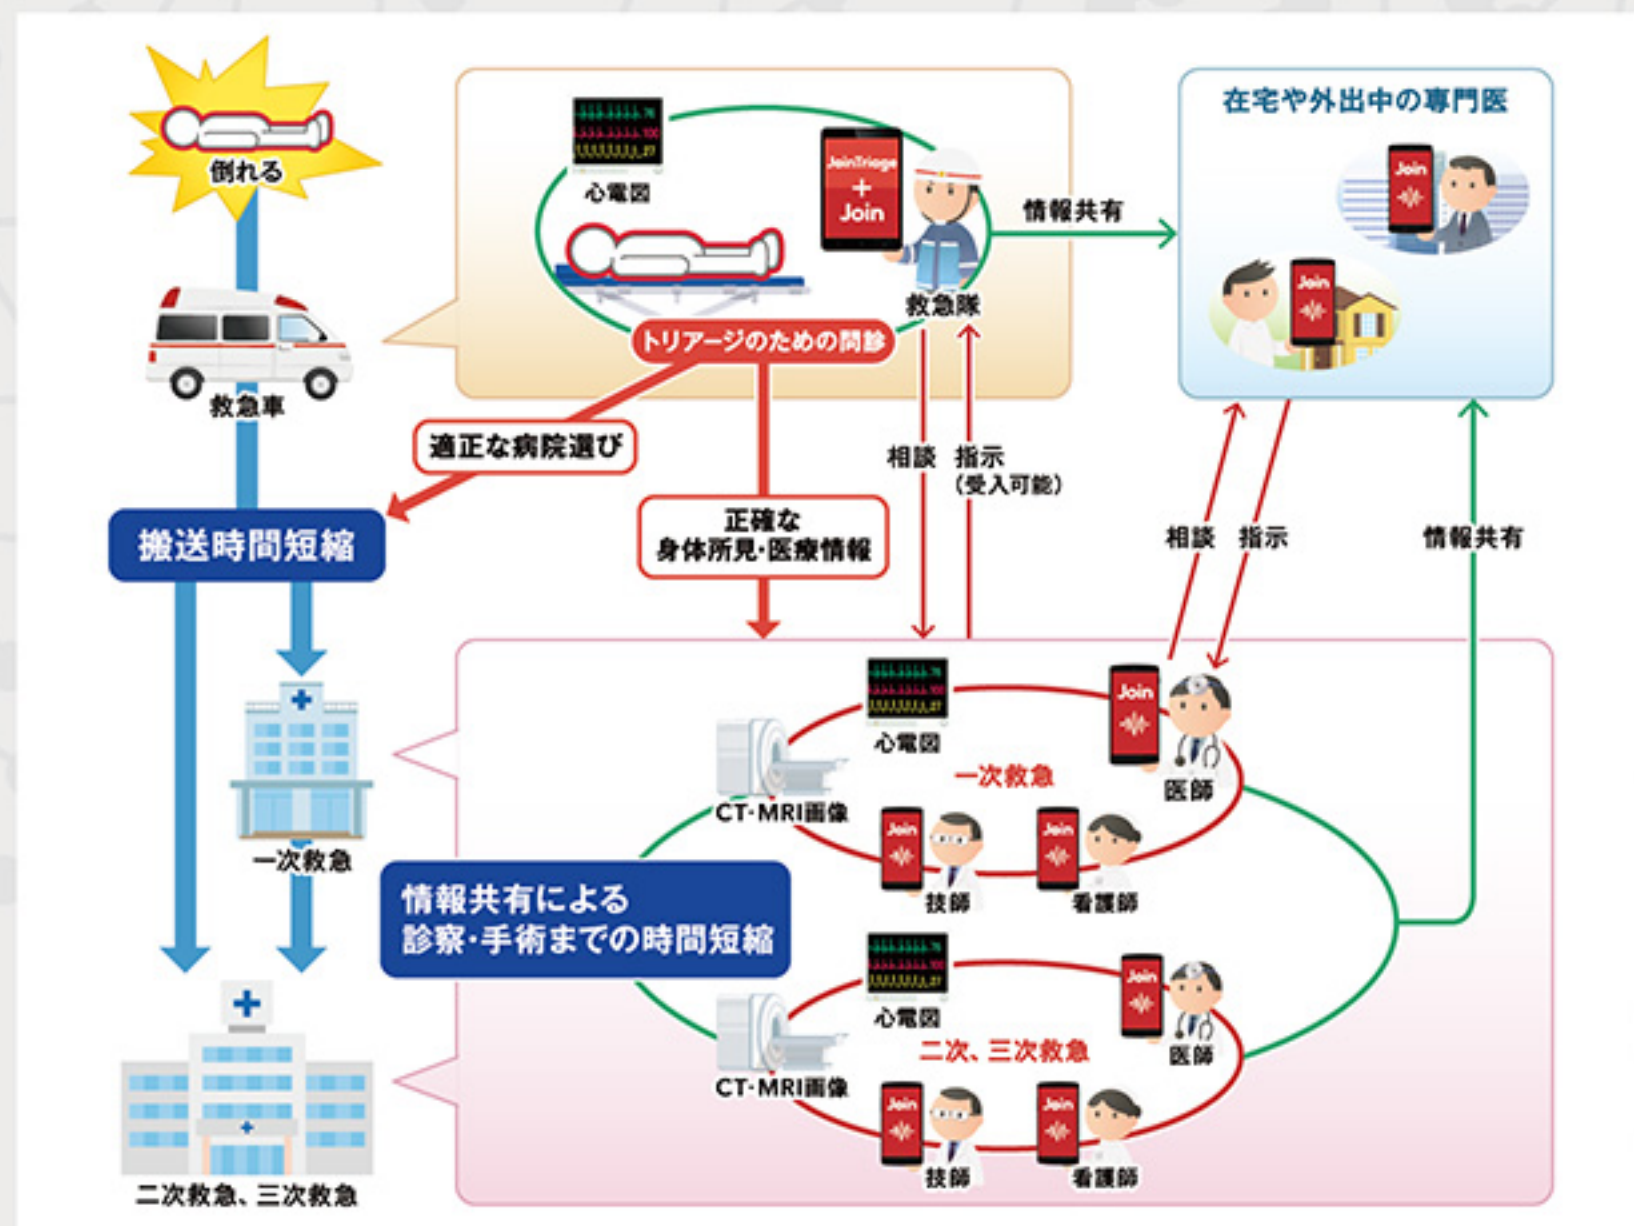 倒れる
救急車
心電図
JoinTriage
+
Join
救急隊
トリアージのための問診
情報共有
在宅や外出中の専門医
Join
Join
適正な病院選び
正確な
身体所見・医療情報
相談
指示
(受入可能)
相談
指示
情報共有
搬送時間短縮
一次救急
二次救急、三次救急
情報共有による
診察・手術までの時間短縮
心電図
CT・MRI画像
一次救急
Join
医師
Join
技師
Join
看護師
心電図
CT・MRI画像
二次、三次救急
Join
医師
Join
技師
Join
看護師